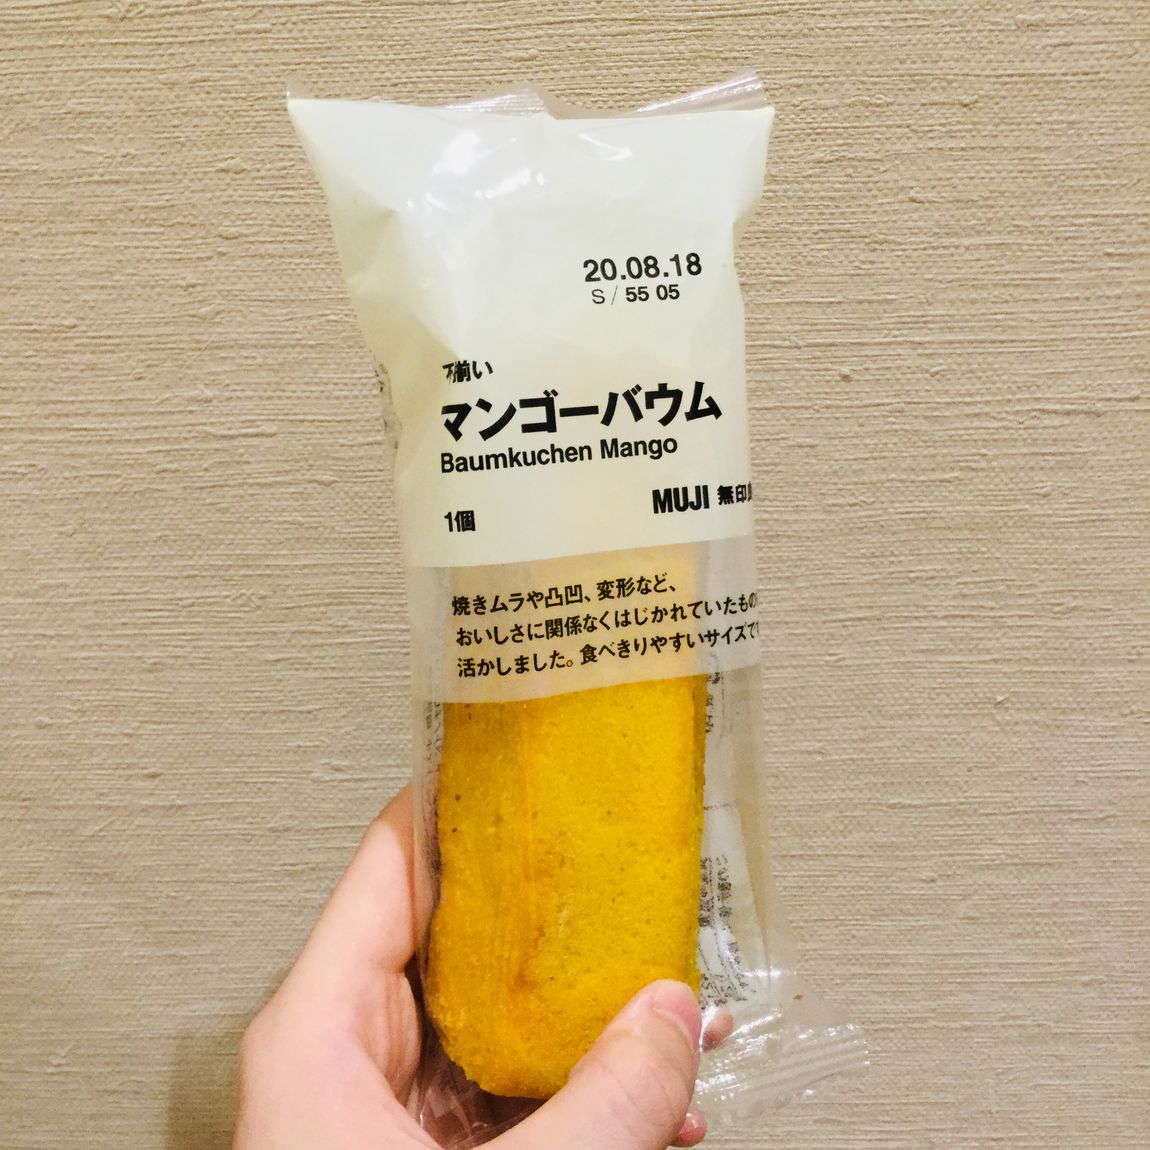 20.08.18
S/ 55 05
不揃い
マンゴーバウム
Baumkuchen Mango
MUJI 無印良
1個
焼きムラや凸凹、変形など、
おいしさに関係なくはじかれていたもの
活かしました。食べきりやすいサイズで